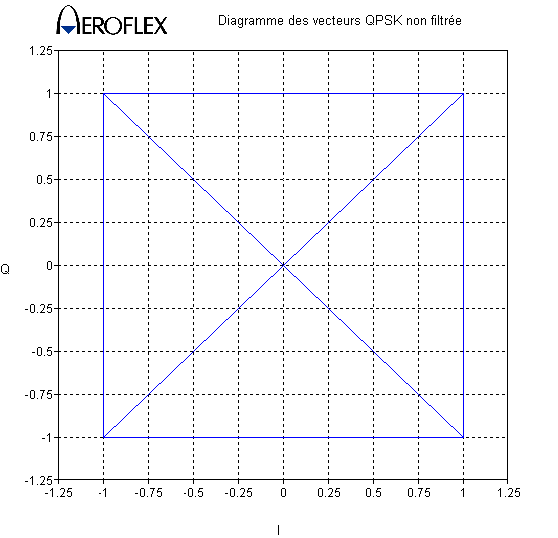 AEROFLEX
Diagramme des vecteurs QPSK non filtrée
1.25
1
0.75
0.5
0.25
0
-0.25
-0.5
-0.75
-1
-1.25
Q
-1.25 -1 -0.75 -0.5 -0.25 0 0.25 0.5 0.75 1 1.25
I